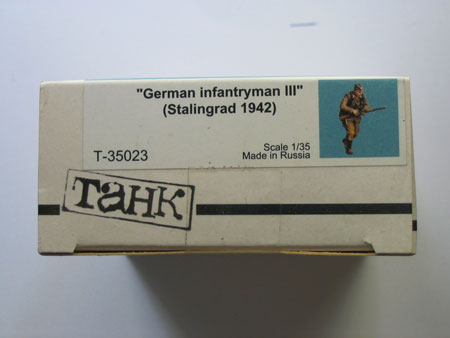 "German infantryman III"
(Stalingrad 1942)
Scale 1/35
T-35023
Made in Russia
танк